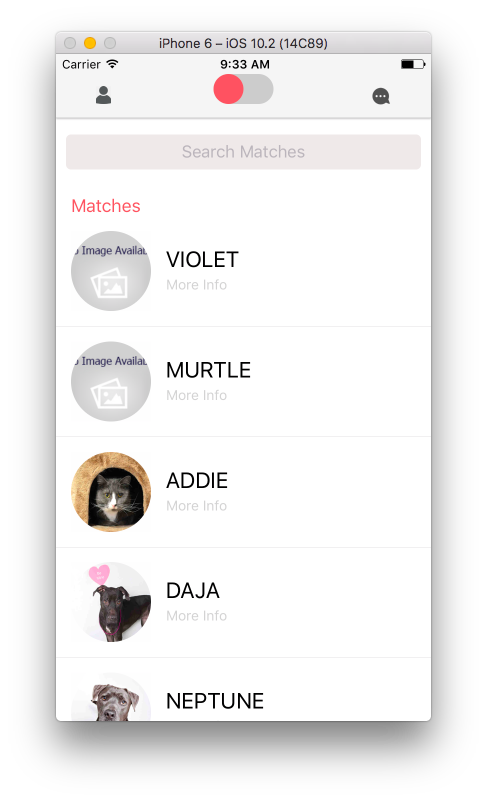 iPhone 6 – iOS 10.2 (14C89)
Carrier 9:33 AM
Search Matches
Matches
Image Availa
VIOLET
More Info
Image Availa
MURTLE
More Info
ADDIE
More Info
DAJA
More Info
NEPTUNE